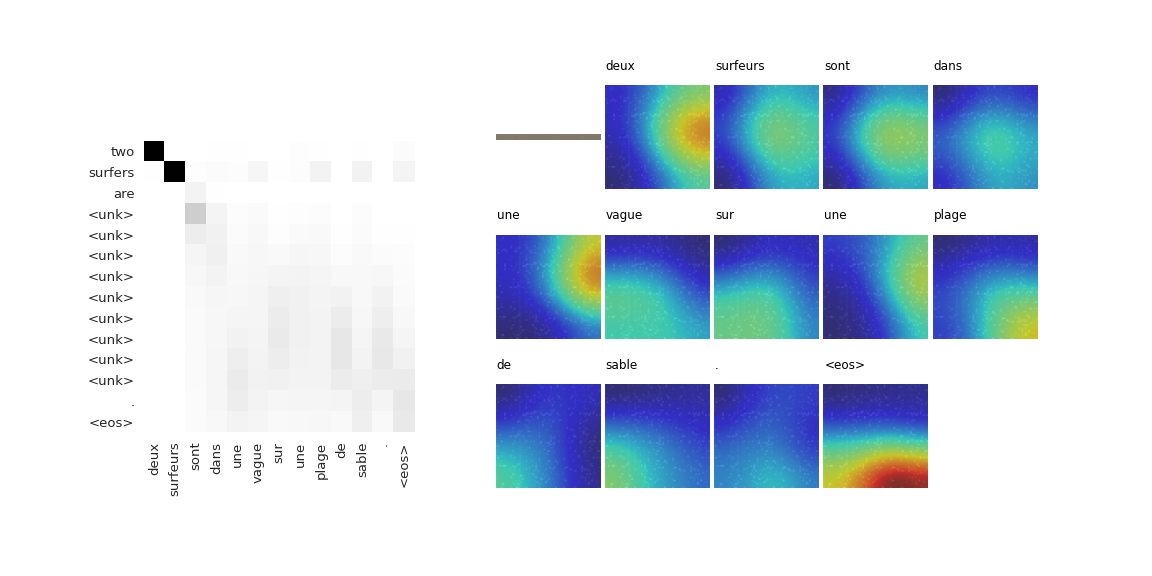 two
surfers
are
<unk>
<unk>
<unk>
<unk>
<unk>
<unk>
<unk>
<unk>
<unk>
.
<eos>
deux
surfeurs
sont
dans
une
vague
sur
une
plage
de
sable
.
<eos>
deux surfeurs sont dans
une vague sur une plage
de sable . <eos>